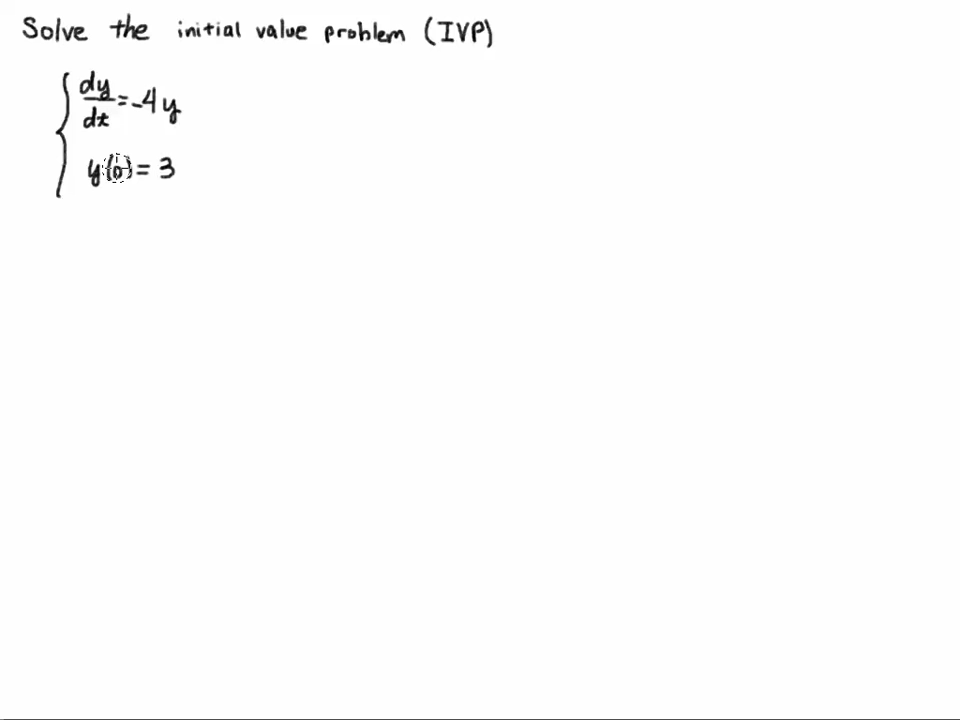 Solve the initial value problem (IVP)
dy/dt = -4y
y(0) = 3